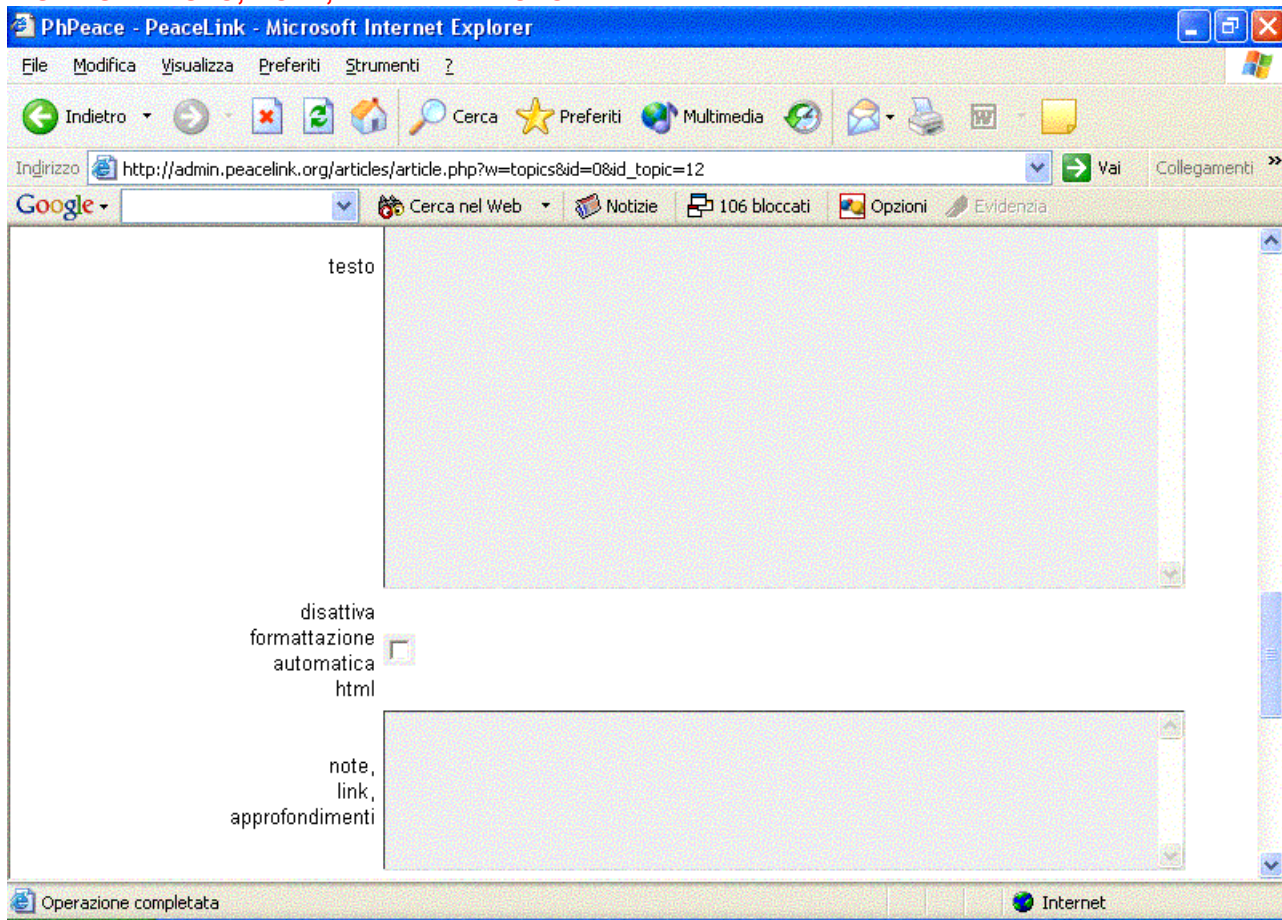 PhPeace - PeaceLink - Microsoft Internet Explorer
File Modifica Visualizza Preferiti Strumenti ?
Indietro Cerca Preferiti Multimedia
Indirizzo http://admin.peacelink.org/articles/article.php?w=topics&id=0&id_topic=12 Vai Collegamenti »
Google Cerca nel Web Notizie 106 bloccati Opzioni Evidenzia
testo
disattiva
formattazione
automatica
html
note,
link,
approfondimenti
Operazione completata Internet